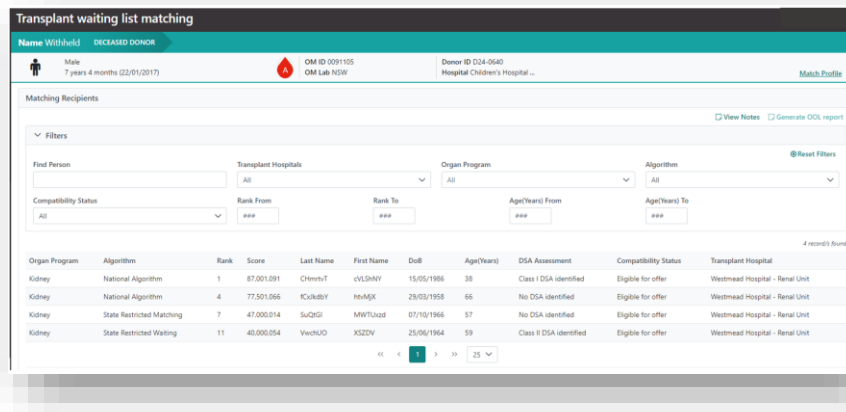 Transplant waiting list matching
Name Withheld DECEASED DONOR
Male
7 years 4 months (22/01/2017)
A
OM ID 0091105
OM Lab NSW
Donor ID D24-0640
Hospital Children's Hospital ...
Match Profile
Matching Recipients
View Notes Generate OOL report
Filters
Reset Filters
Find Person Transplant Hospitals Organ Program Algorithm
All All All
Compatibility Status Rank From Rank To Age(Years) From Age(Years) To
All ### ### ### ###
4 record/s found
Organ Program Algorithm Rank Score Last Name First Name DoB Age(Years) DSA Assessment Compatibility Status Transplant Hospital
Kidney National Algorithm 1 87,001.091 CHmrtvT cVLShNY 15/05/1986 38 Class I DSA identified Eligible for offer Westmead Hospital - Renal Unit
Kidney National Algorithm 4 77,501.066 fCxJkdbY htvMjX 29/03/1958 66 No DSA identified Eligible for offer Westmead Hospital - Renal Unit
Kidney State Restricted Matching 7 47,000.014 SuQtGI MWTUxzd 07/10/1966 57 No DSA identified Eligible for offer Westmead Hospital - Renal Unit
Kidney State Restricted Waiting 11 40,000.054 VwchUO XSZDV 25/06/1964 59 Class II DSA identified Eligible for offer Westmead Hospital - Renal Unit
<< < 1 > >> 25